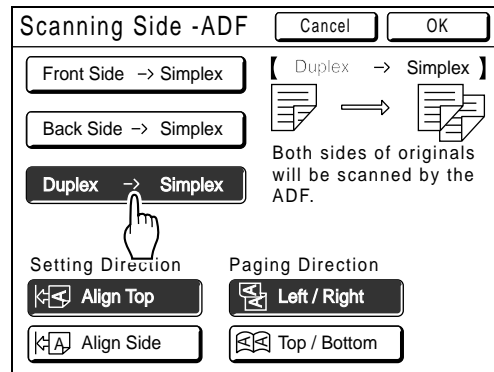 Scanning Side -ADF
Cancel
OK
Front Side -> Simplex
Back Side -> Simplex
Duplex -> Simplex
【 Duplex -> Simplex 】
Both sides of originals
will be scanned by the
ADF.
Setting Direction
Align Top
A Align Side
Paging Direction
Left / Right
Top / Bottom